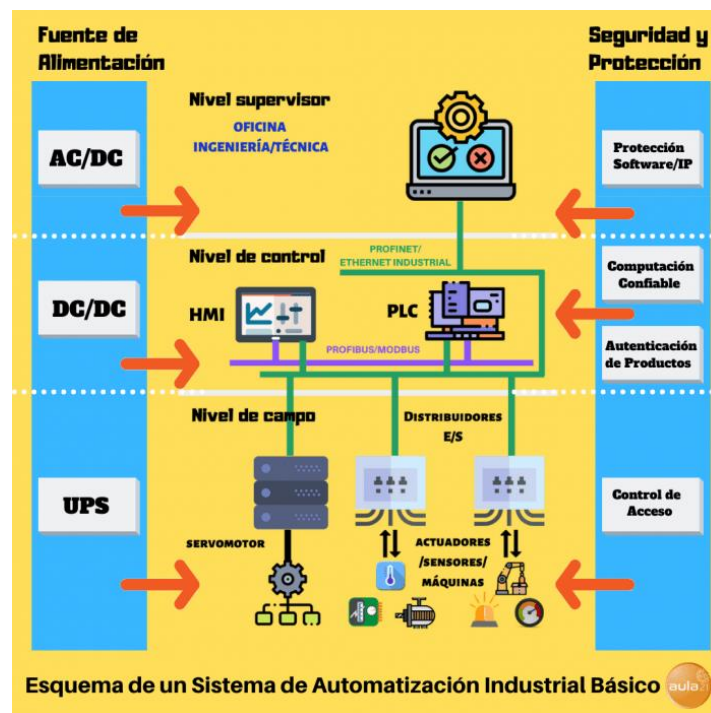 Fuente de
Alimentación
Seguridad y
Protección
Nivel supervisor
OFICINA
INGENIERÍA/TÉCNICA
AC/DC
Protección
Software/IP
Nivel de control
PROFINET/
ETHERNET INDUSTRIAL
Computación
Confiable
DC/DC
HMI
PLC
PROFIBUS/MODBUS
Autenticación
de Productos
Nivel de campo
DISTRIBUIDORES
E/S
UPS
Control de
Acceso
SERVOMOTOR
ACTUADORES
/SENSORES/
MÁQUINAS
Esquema de un Sistema de Automatización Industrial Básico
aula21